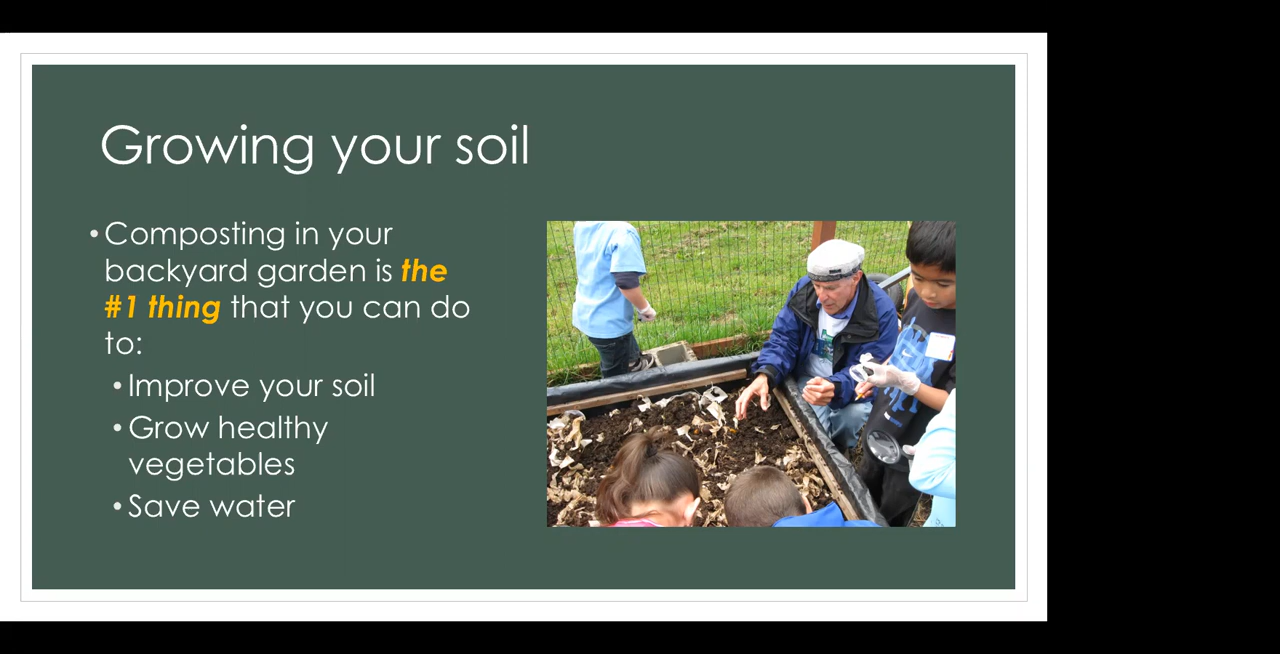 Growing your soil
• Composting in your
backyard garden is the
#1 thing that you can do
to:
• Improve your soil
• Grow healthy
vegetables
• Save water